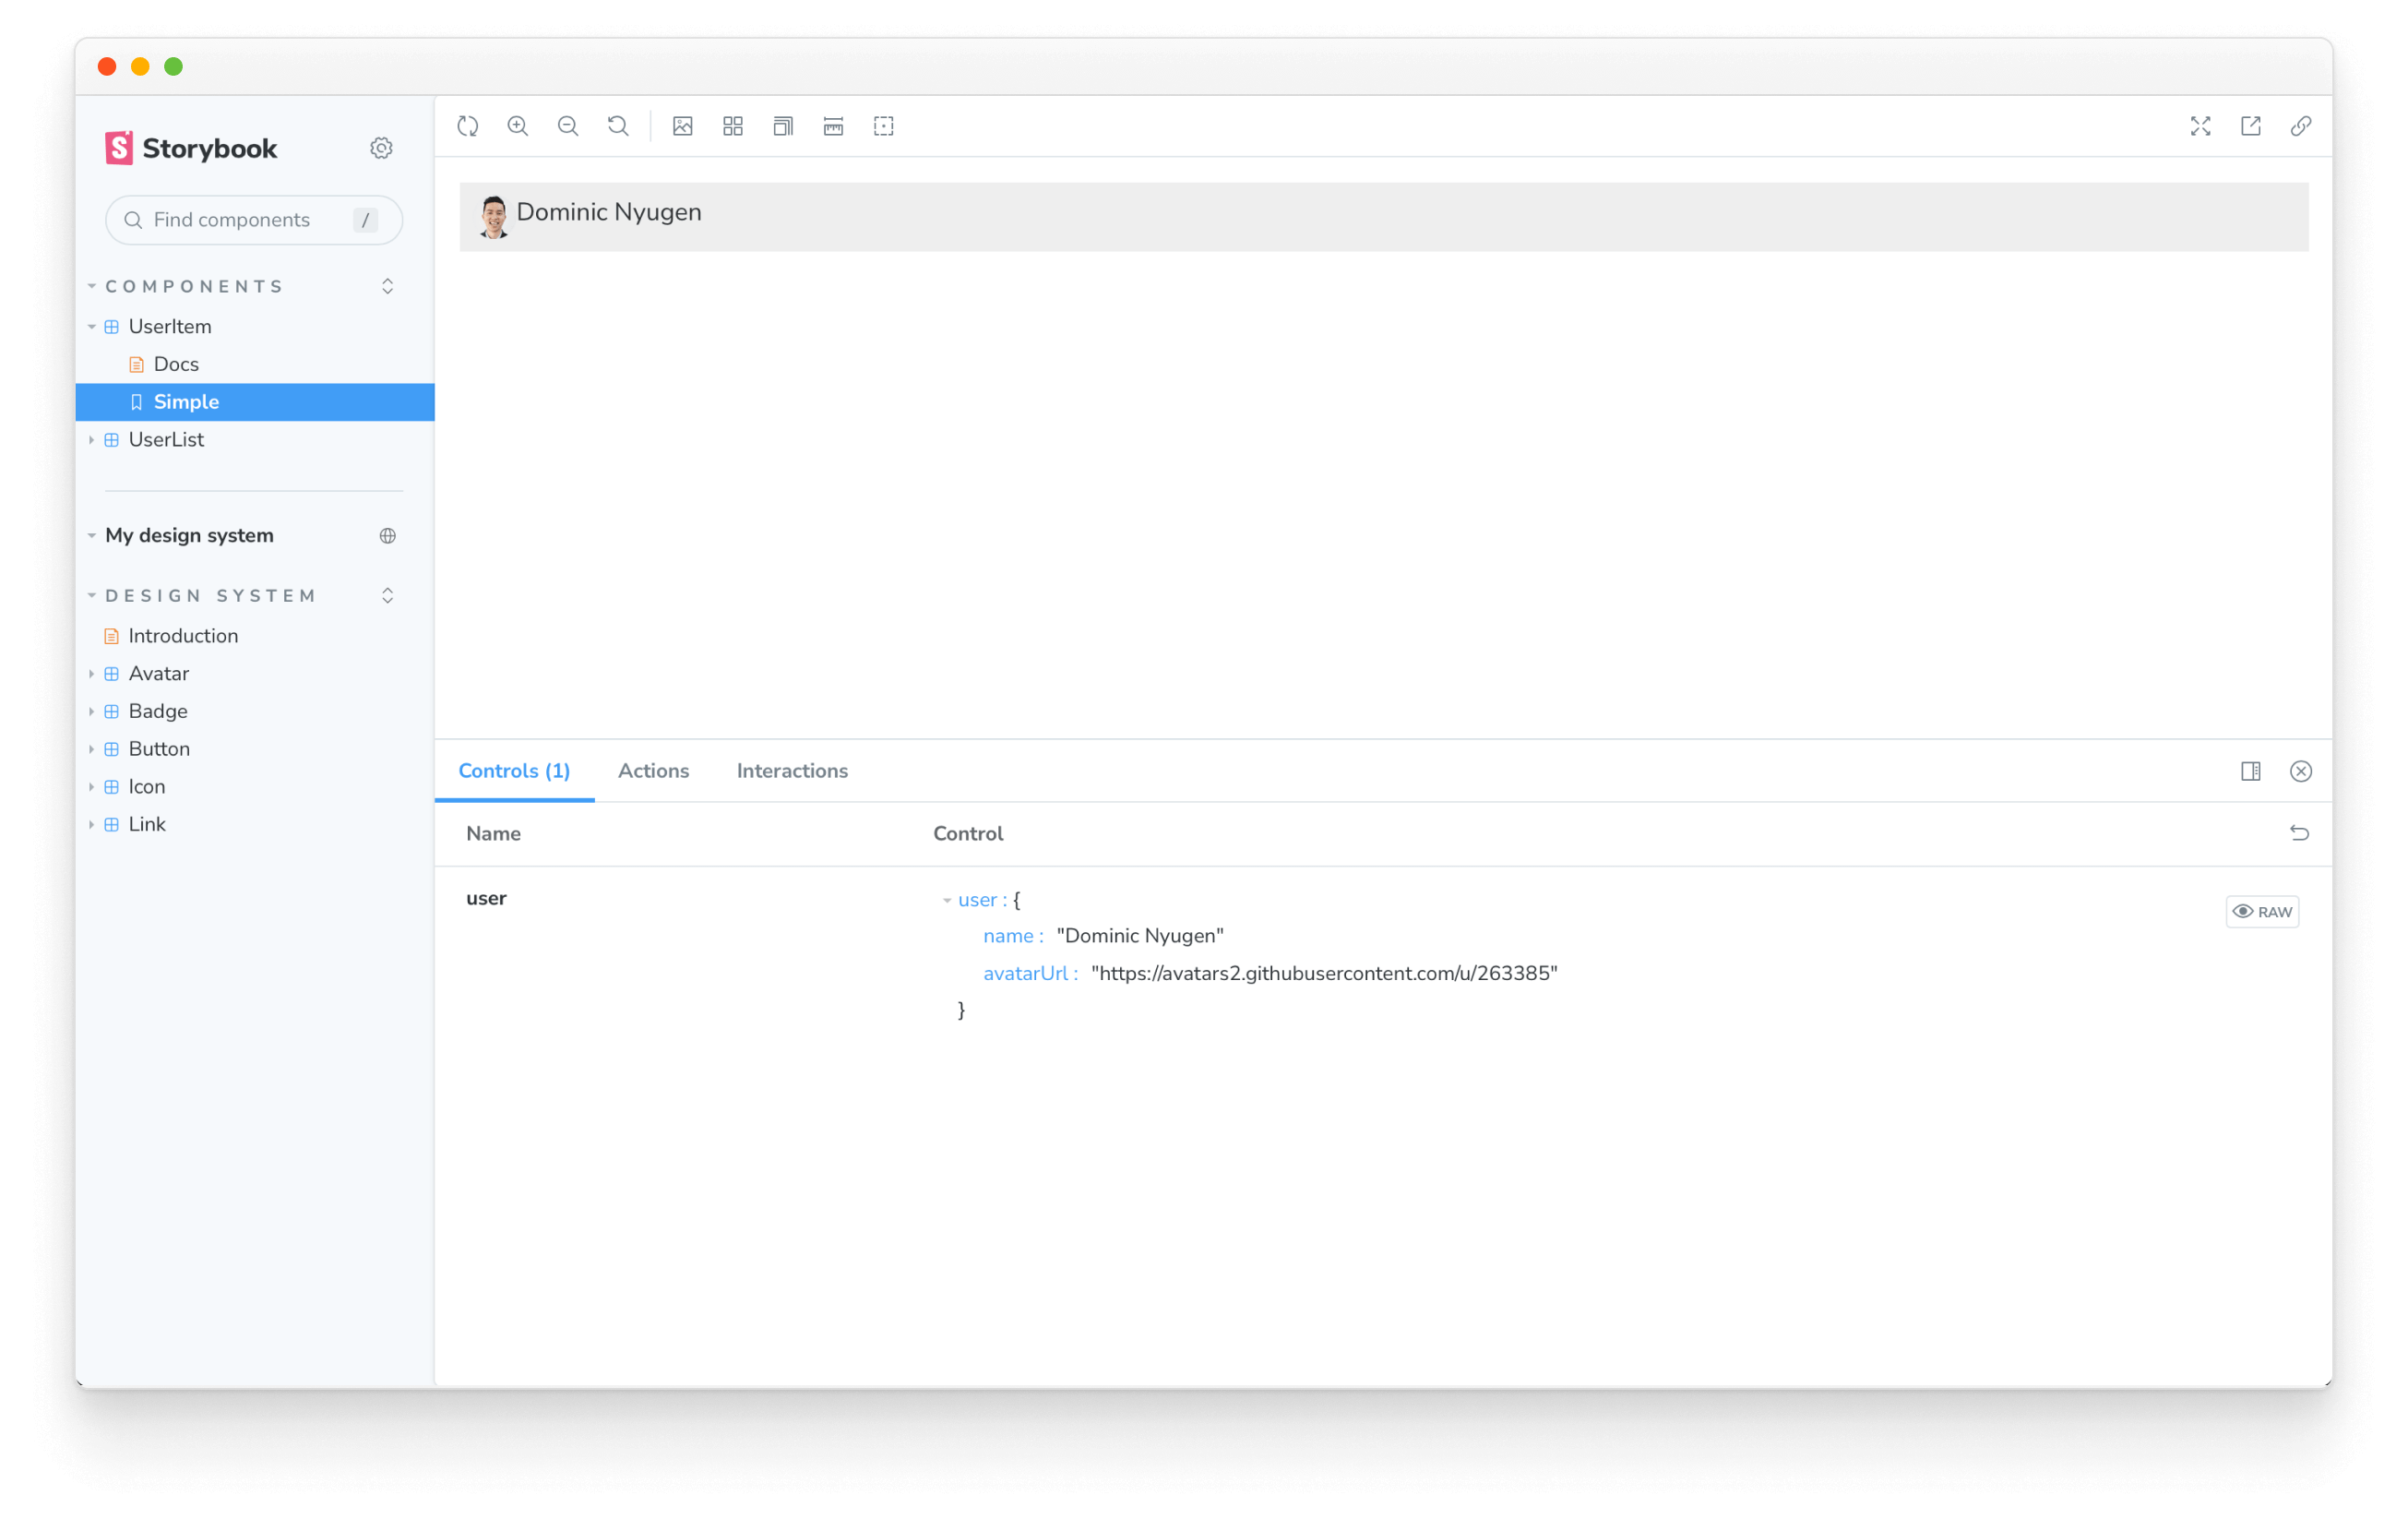 Storybook
Find components /
COMPONENTS
UserItem
Docs
Simple
UserList
My design system
DESIGN SYSTEM
Introduction
Avatar
Badge
Button
Icon
Link
Dominic Nyugen
Controls (1) Actions Interactions
Name Control
user user : {
RAW
name : "Dominic Nyugen"
avatarUrl : "https://avatars2.githubusercontent.com/u/263385"
}